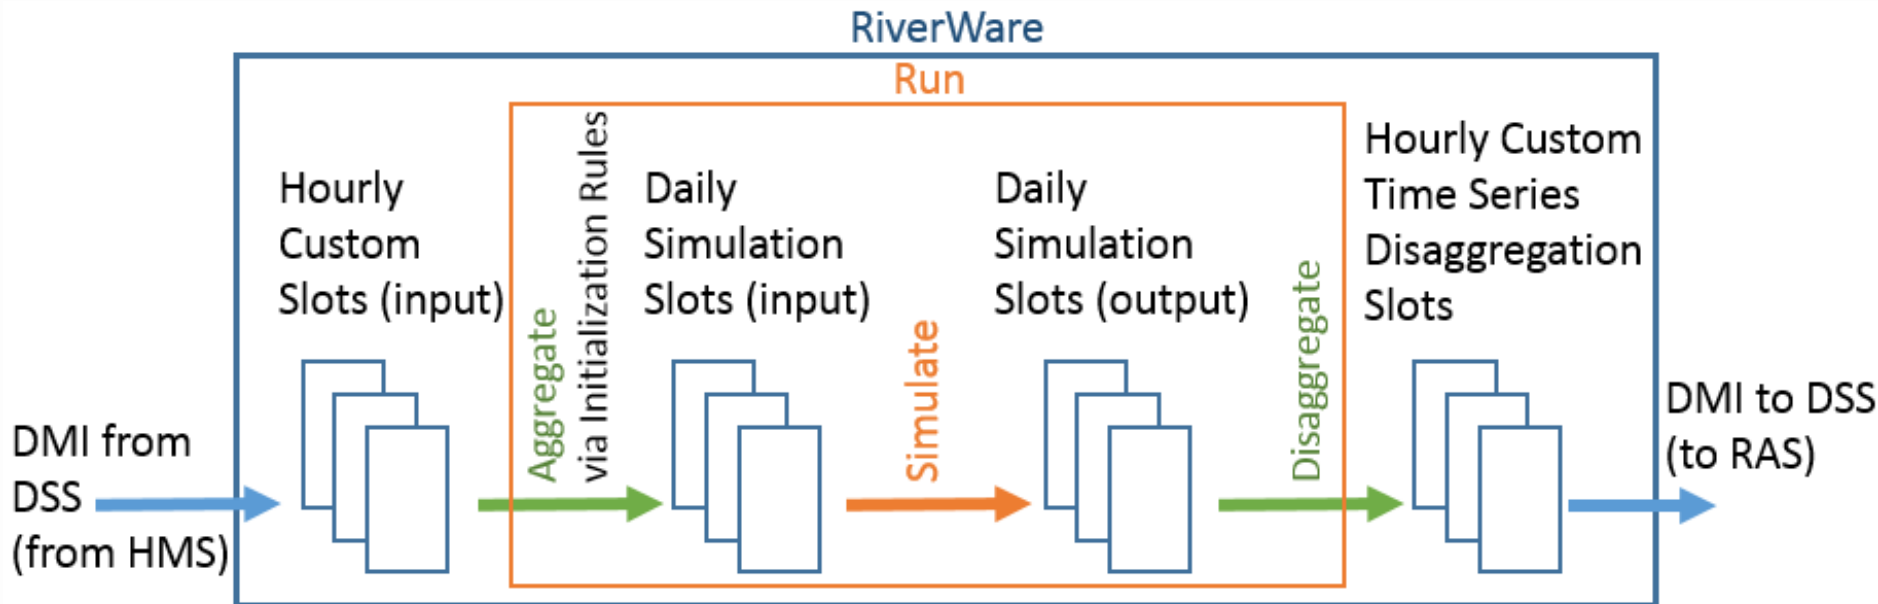 RiverWare
Run
DMI from
DSS
(from HMS)
Hourly
Custom
Slots (input)
Aggregate
via Initialization Rules
Daily
Simulation
Slots (input)
Simulate
Daily
Simulation
Slots (output)
Disaggregate
Hourly Custom
Time Series
Disaggregation
Slots
DMI to DSS
(to RAS)